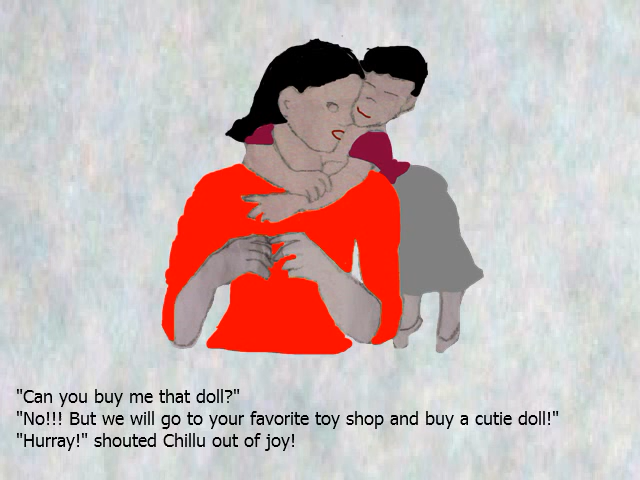 "Can you buy me that doll?"
"No!!! But we will go to your favorite toy shop and buy a cutie doll!"
"Hurray!" shouted Chillu out of joy!